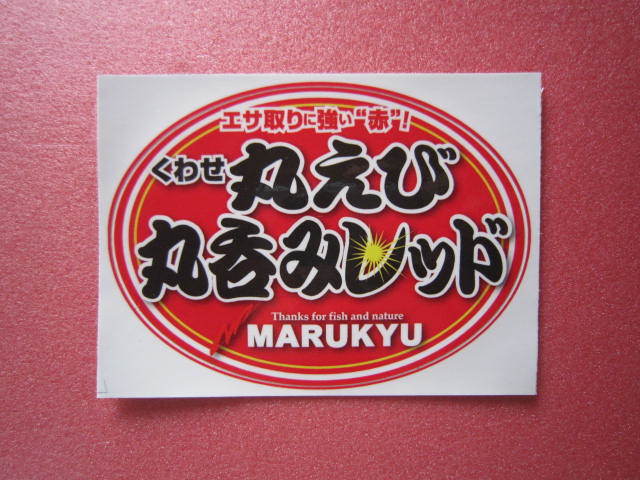 エサ取りに強い"赤"!
くわせ 丸えび
丸呑みレッド
Thanks for fish and nature
MARUKYU